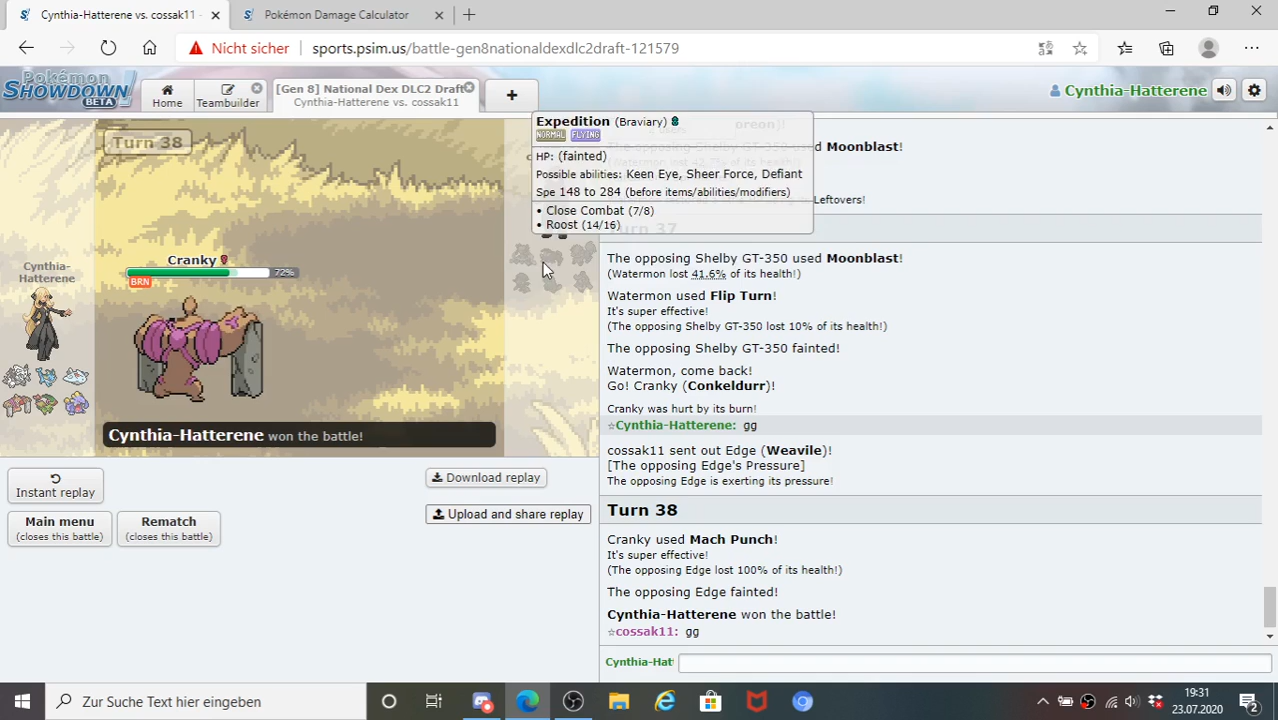 Cynthia-Hatterene vs. cossak11 -
Pokémon Damage Calculator
Nicht sicher
sports.psim.us/battle-gen8nationaldexdlc2draft-121579
Pokémon
SHOWDOWN!
BETA
Home
Teambuilder
[Gen 8] National Dex DLC2 Draft
Cynthia-Hatterene vs. cossak11
Cynthia-Hatterene
Turn 38
Expedition (Braviary)
NORMAL FLYING
HP: (fainted)
Possible abilities: Keen Eye, Sheer Force, Defiant
Spe 148 to 284 (before items/abilities/modifiers)
• Close Combat (7/8)
• Roost (14/16)
Cynthia-
Hatterene
Cranky
72%
BRN
Cynthia-Hatterene won the battle!
Instant replay
Download replay
Upload and share replay
Main menu
(closes this battle)
Rematch
(closes this battle)
oreon)!
used Moonblast!
Leftovers!
Turn 37
The opposing Shelby GT-350 used Moonblast!
(Watermon lost 41.6% of its health!)
Watermon used Flip Turn!
It's super effective!
(The opposing Shelby GT-350 lost 10% of its health!)
The opposing Shelby GT-350 fainted!
Watermon, come back!
Go! Cranky (Conkeldurr)!
Cranky was hurt by its burn!
☆Cynthia-Hatterene: gg
cossak11 sent out Edge (Weavile)!
[The opposing Edge's Pressure]
The opposing Edge is exerting its pressure!
Turn 38
Cranky used Mach Punch!
It's super effective!
(The opposing Edge lost 100% of its health!)
The opposing Edge fainted!
Cynthia-Hatterene won the battle!
☆cossak11: gg
Cynthia-Hat
Zur Suche Text hier eingeben
19:31
23.07.2020
2